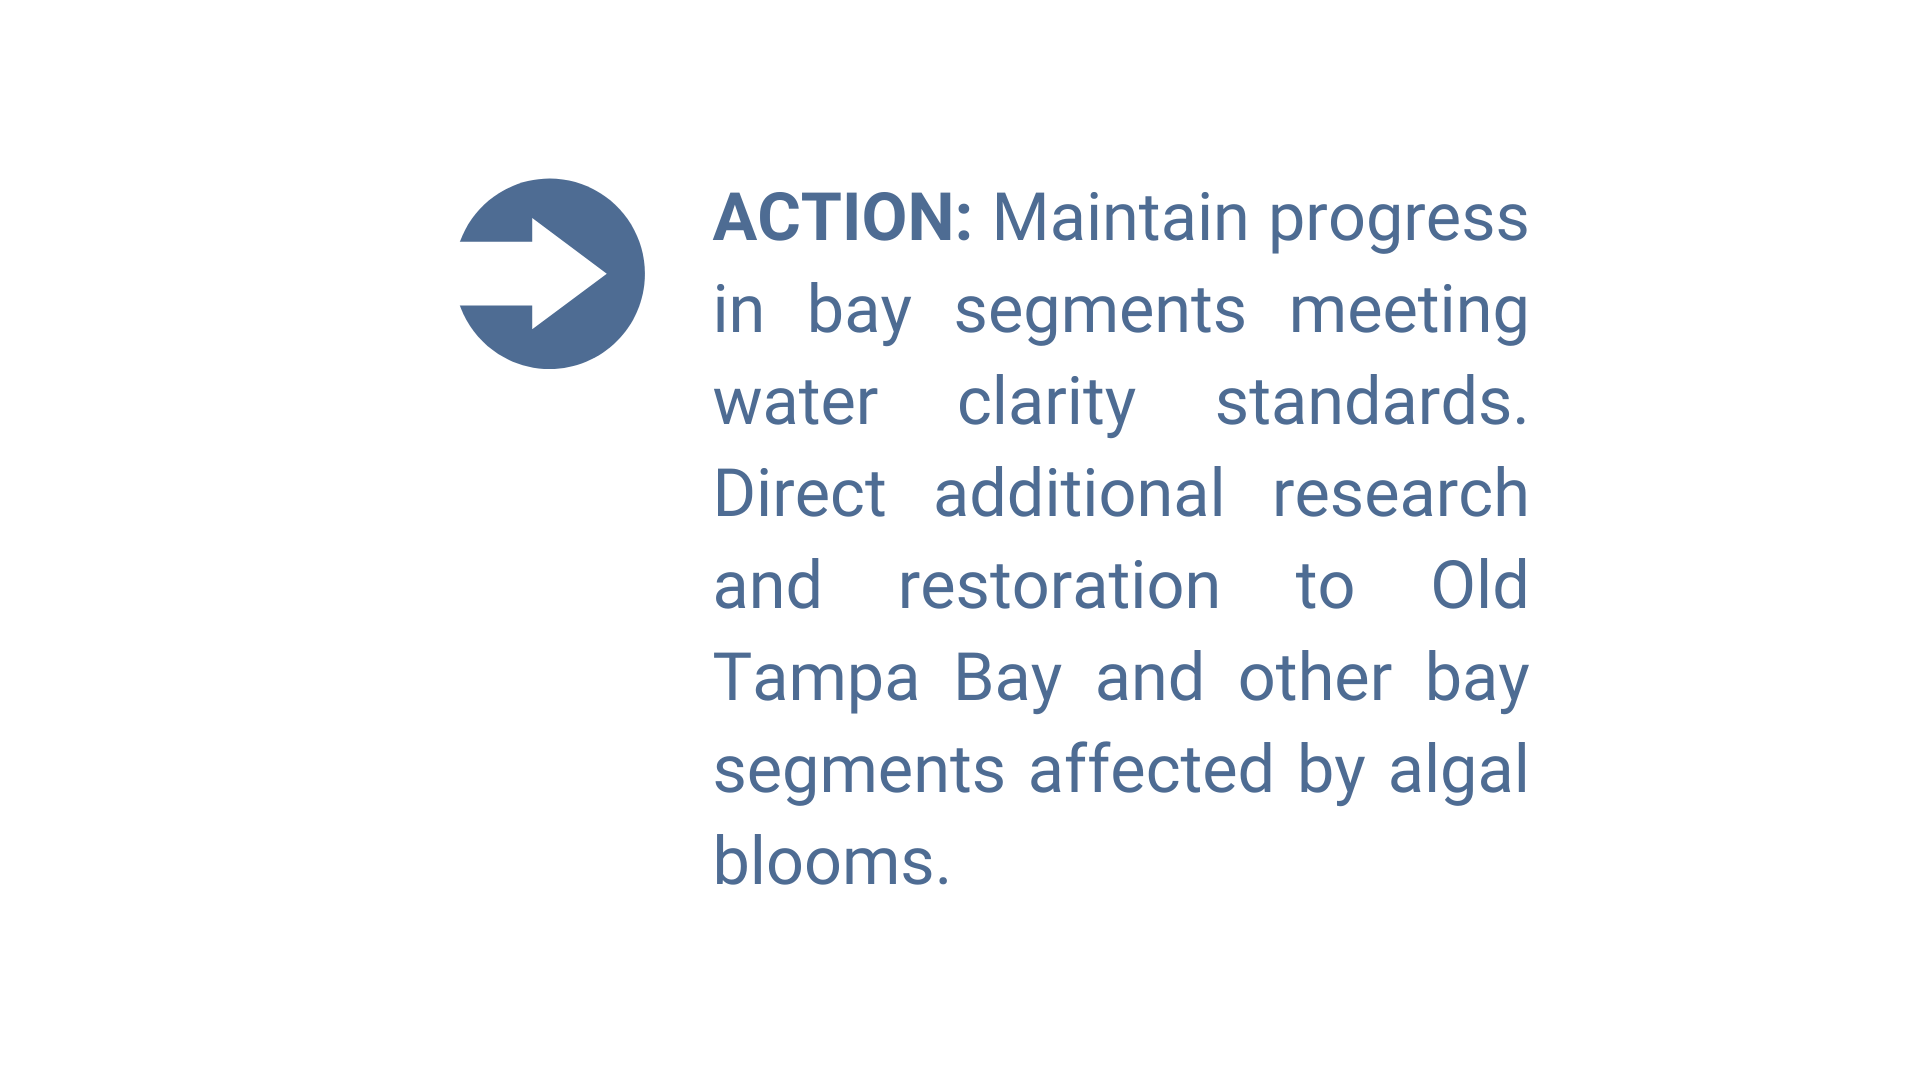 ACTION: Maintain progress
in bay segments meeting
water clarity standards.
Direct additional research
and restoration to Old
Tampa Bay and other bay
segments affected by algal
blooms.